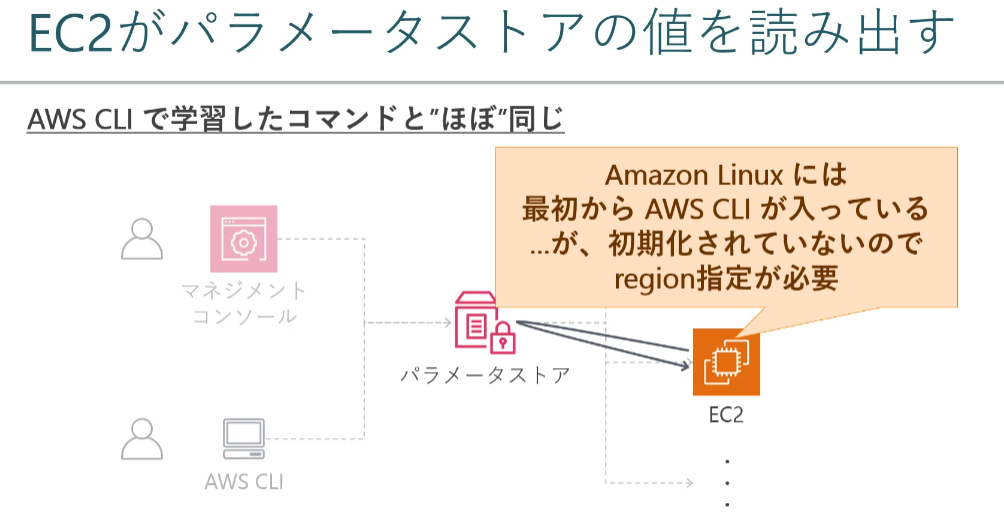 EC2がパラメータストアの値を読み出す
AWS CLI で学習したコマンドと”ほぼ”同じ
Amazon Linux には
最初から AWS CLI が入っている
…が、初期化されていないので
region指定が必要
マネジメント
コンソール
パラメータストア
EC2
AWS CLI